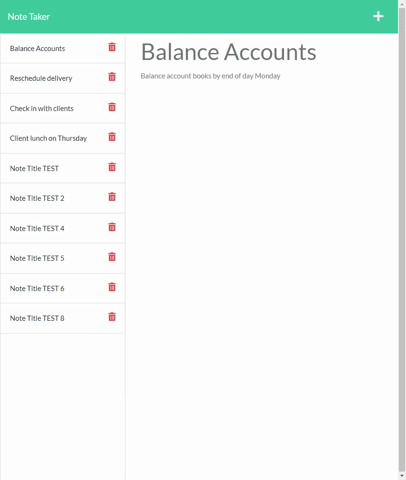 Note Taker
Balance Accounts
Reschedule delivery
Check in with clients
Client lunch on Thursday
Note Title TEST
Note Title TEST 2
Note Title TEST 4
Note Title TEST 5
Note Title TEST 6
Note Title TEST 8
Balance Accounts
Balance account books by end of day Monday